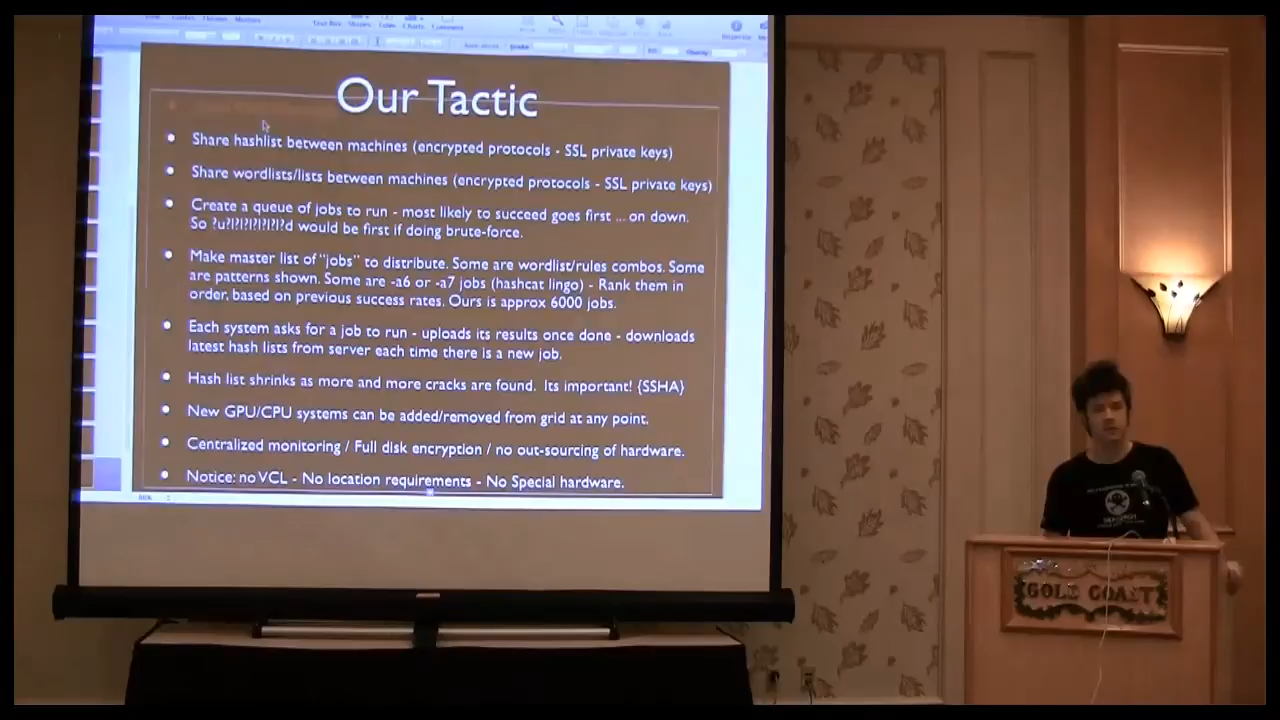 Our Tactic
Share hashlist between machines (encrypted protocols - SSL private keys)
Share wordlists/lists between machines (encrypted protocols - SSL private keys)
Create a queue of jobs to run - most likely to succeed goes first ... on down.
So ?u?l?l?l?l?l?l?d would be first if doing brute-force.
Make master list of "jobs" to distribute. Some are wordlist/rules combos. Some
are patterns shown. Some are -a6 or -a7 jobs (hashcat lingo) - Rank them in
order, based on previous success rates, Ours is approx 6000 jobs.
Each system asks for a job to run - uploads its results once done - downloads
latest hash lists from server each time there is a new job.
Hash list shrinks as more and more cracks are found. Its important! {SSHA}
New GPU/CPU systems can be added/removed from grid at any point.
Centralized monitoring / Full disk encryption / no out-sourcing of hardware.
Notice: no VCL - No location requirements - No Special hardware.
GOLD COAST